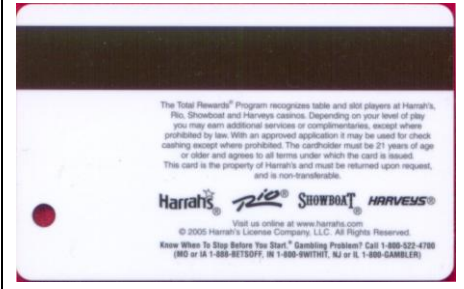 The Total Rewards® Program recognizes table and slot players at Harrah's,
Rio, Showboat and Harveys casinos. Depending on your level of play
you may earn additional services or complimentaries, except where
prohibited by law. With an approved application it may be used for check
cashing except where prohibited. The cardholder must be 21 years of age
or older and agrees to all terms under which the card is issued.
This card is the property of Harrah's and must be returned upon request,
and is non-transferable.
Harrah's® Rio® SHOWBOAT® HARVEYS®
Visit us online at www.harrahs.com
© 2005 Harrah's License Company, LLC. All Rights Reserved.
Know When To Stop Before You Start.® Gambling Problem? Call 1-800-522-4700
(MO or IA 1-888-BETSOFF, IN 1-800-9WITHIT, NJ or IL 1-800-GAMBLER)